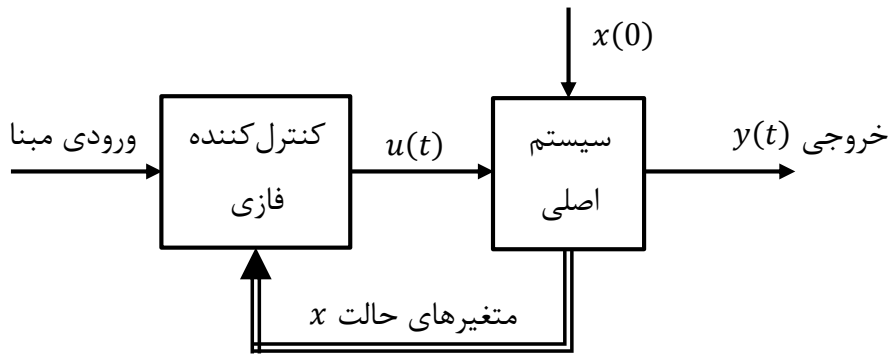 x(0)
ورودی مبنا
کنترل‌کننده
فازی
u(t)
سیستم
اصلی
خروجی y(t)
متغیرهای حالت x